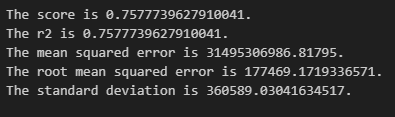 The score is 0.7577739627910041.
The r2 is 0.7577739627910041.
The mean squared error is 31495306986.81795.
The root mean squared error is 177469.1719336571.
The standard deviation is 360589.03041634517.